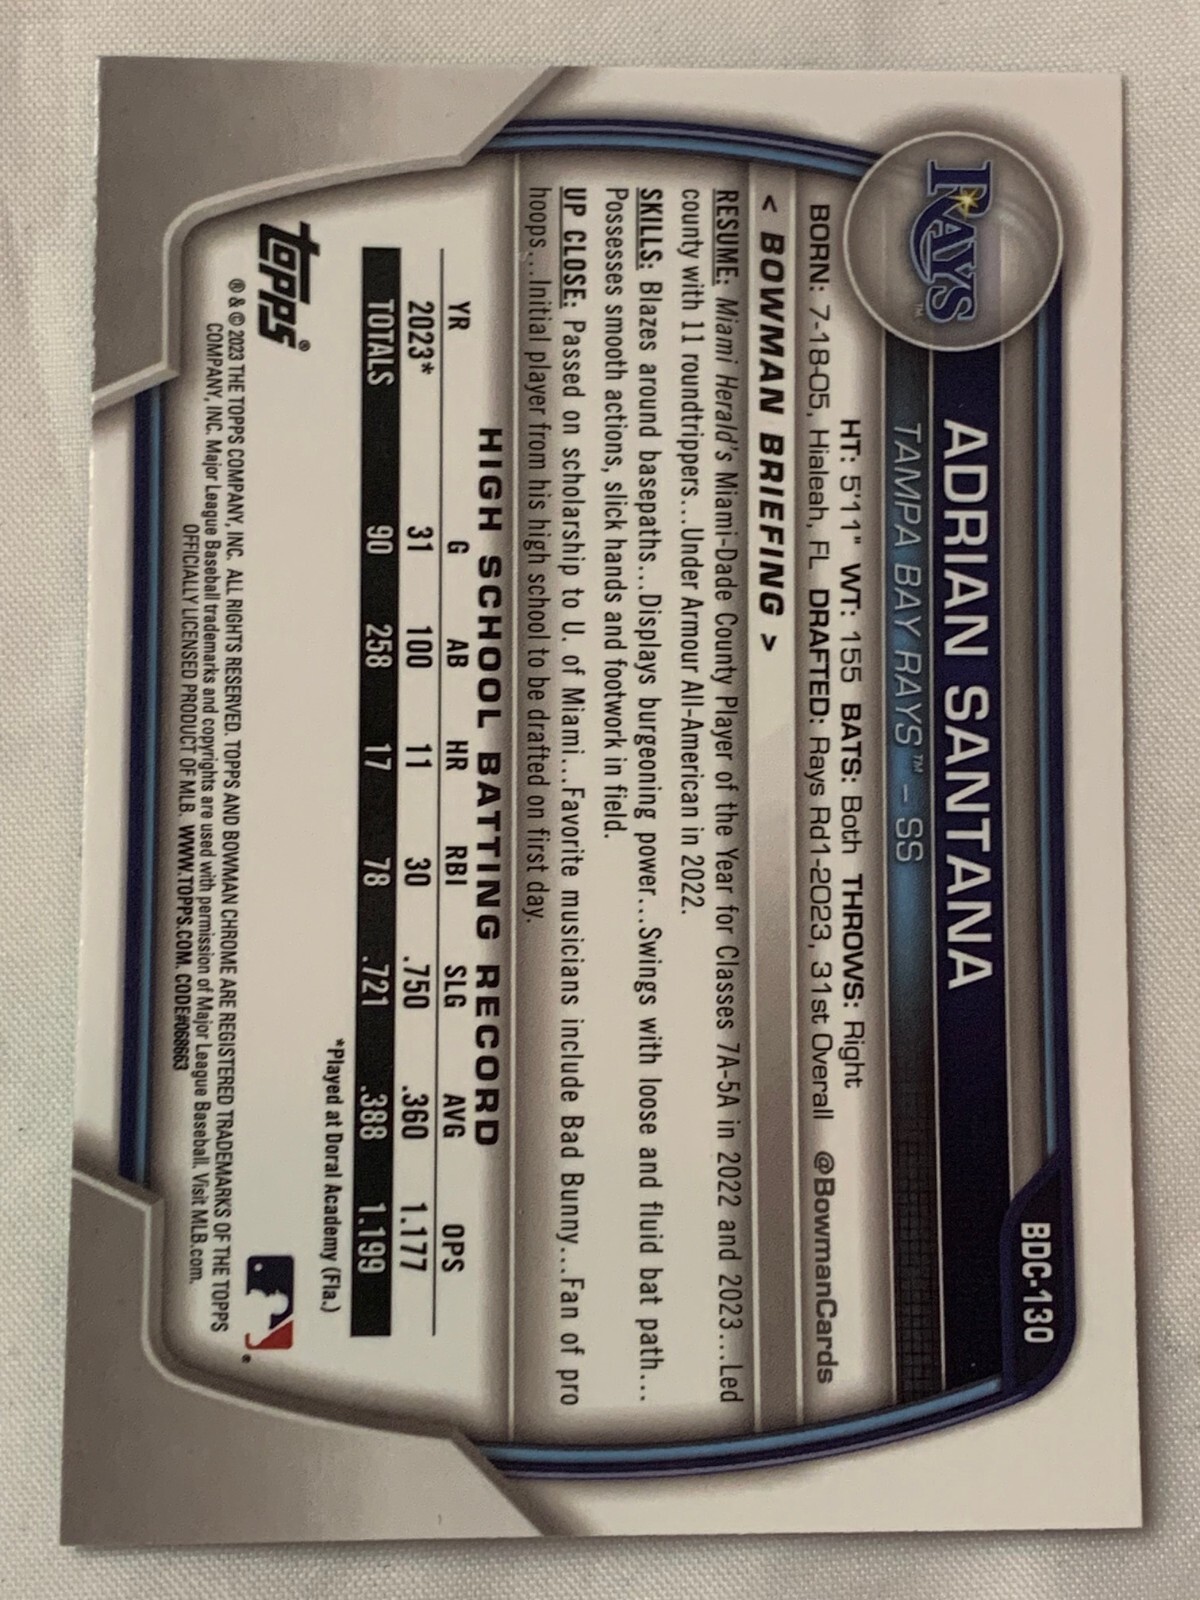 BDC-130
RAYS™
ADRIAN SANTANA
TAMPA BAY RAYS™ – SS
HT: 5'11" WT: 155 BATS: Both THROWS: Right
BORN: 7-18-05, Hialeah, FL DRAFTED: Rays Rd1-2023, 31st Overall @BowmanCards
< BOWMAN BRIEFING >
RESUME: Miami Herald's Miami-Dade County Player of the Year for Classes 7A-5A in 2022 and 2023...Led
county with 11 roundtrippers...Under Armour All-American in 2022.
SKILLS: Blazes around basepaths...Displays burgeoning power...Swings with loose and fluid bat path...
Possesses smooth actions, slick hands and footwork in field.
UP CLOSE: Passed on scholarship to U. of Miami...Favorite musicians include Bad Bunny...Fan of pro
hoops...Initial player from his high school to be drafted on first day.
HIGH SCHOOL BATTING RECORD
YR G AB HR RBI SLG AVG OPS
2023* 31 100 11 30 .750 .360 1.177
TOTALS 90 258 17 78 .721 .388 1.199
*Played at Doral Academy (Fla.)
topps®
® & © 2023 THE TOPPS COMPANY, INC. ALL RIGHTS RESERVED. TOPPS AND BOWMAN CHROME ARE REGISTERED TRADEMARKS OF THE TOPPS
COMPANY, INC. Major League Baseball trademarks and copyrights are used with permission of Major League Baseball. Visit MLB.com.
OFFICIALLY LICENSED PRODUCT OF MLB. WWW.TOPPS.COM. CODE#068663